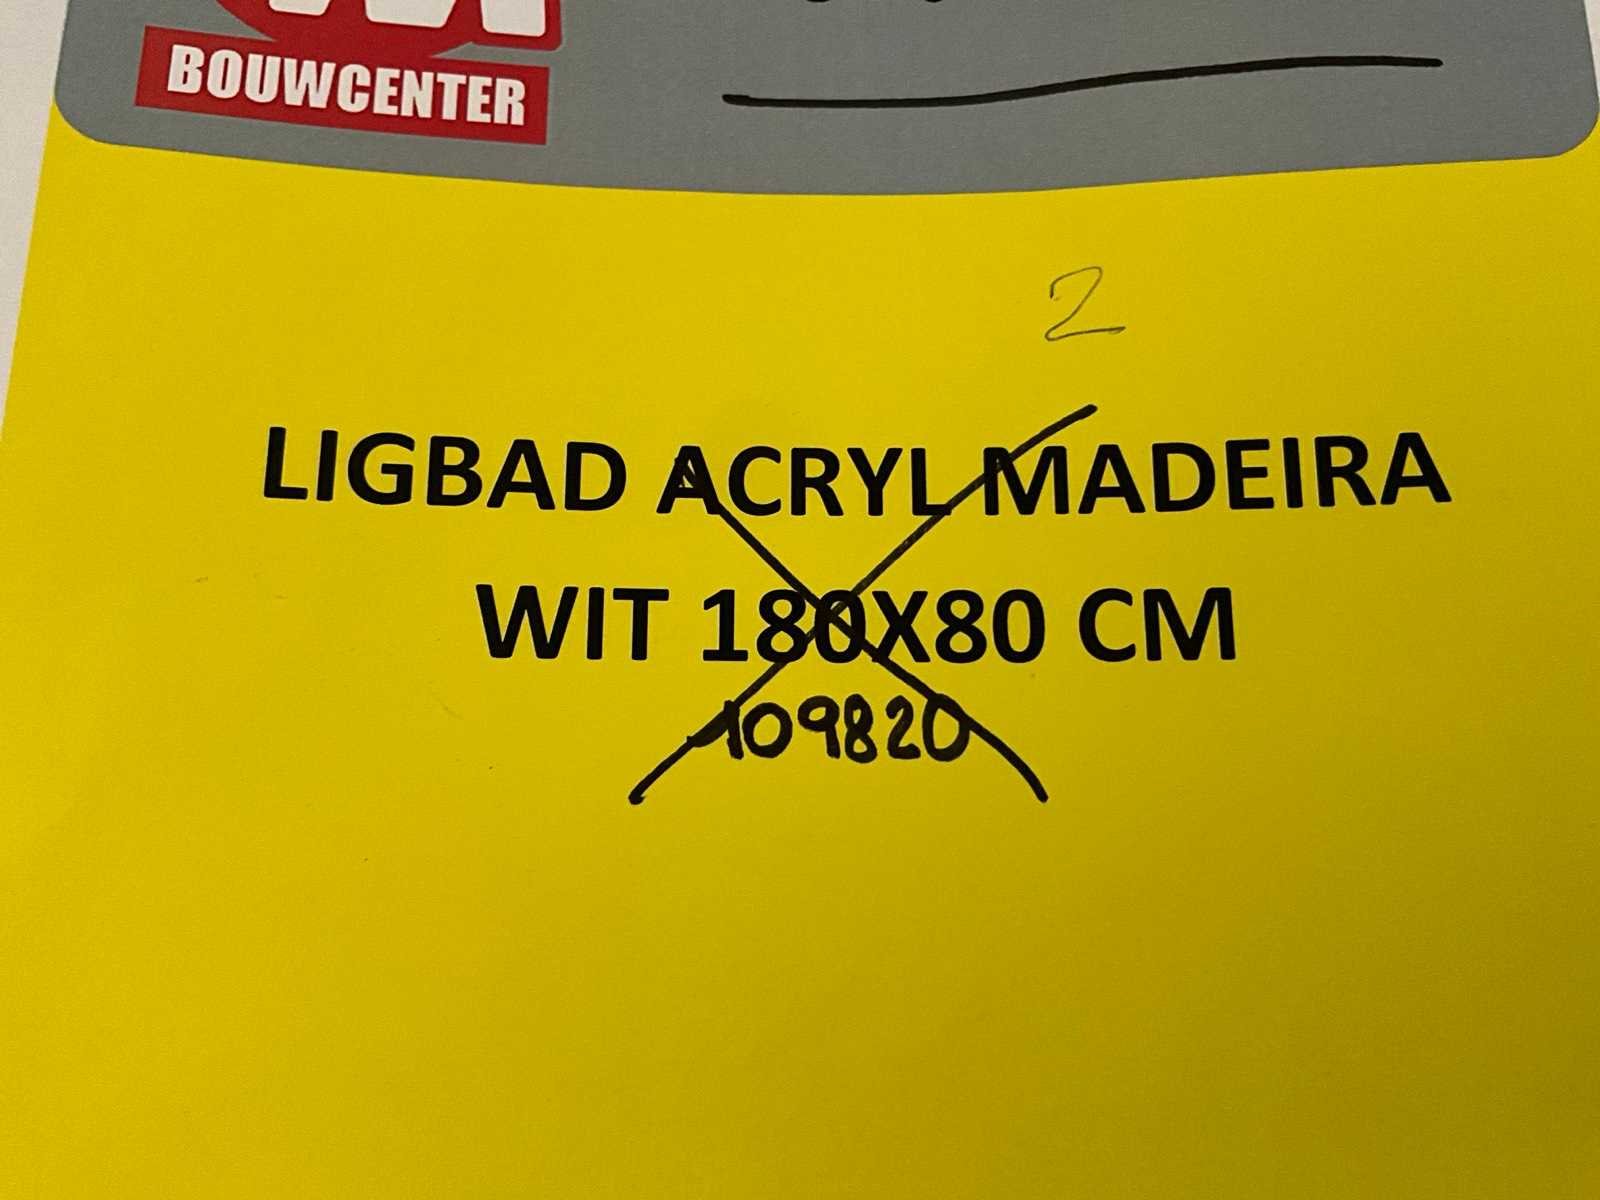 BOUWCENTER
2
LIGBAD ACRYL MADEIRA
WIT 180X80 CM
109820